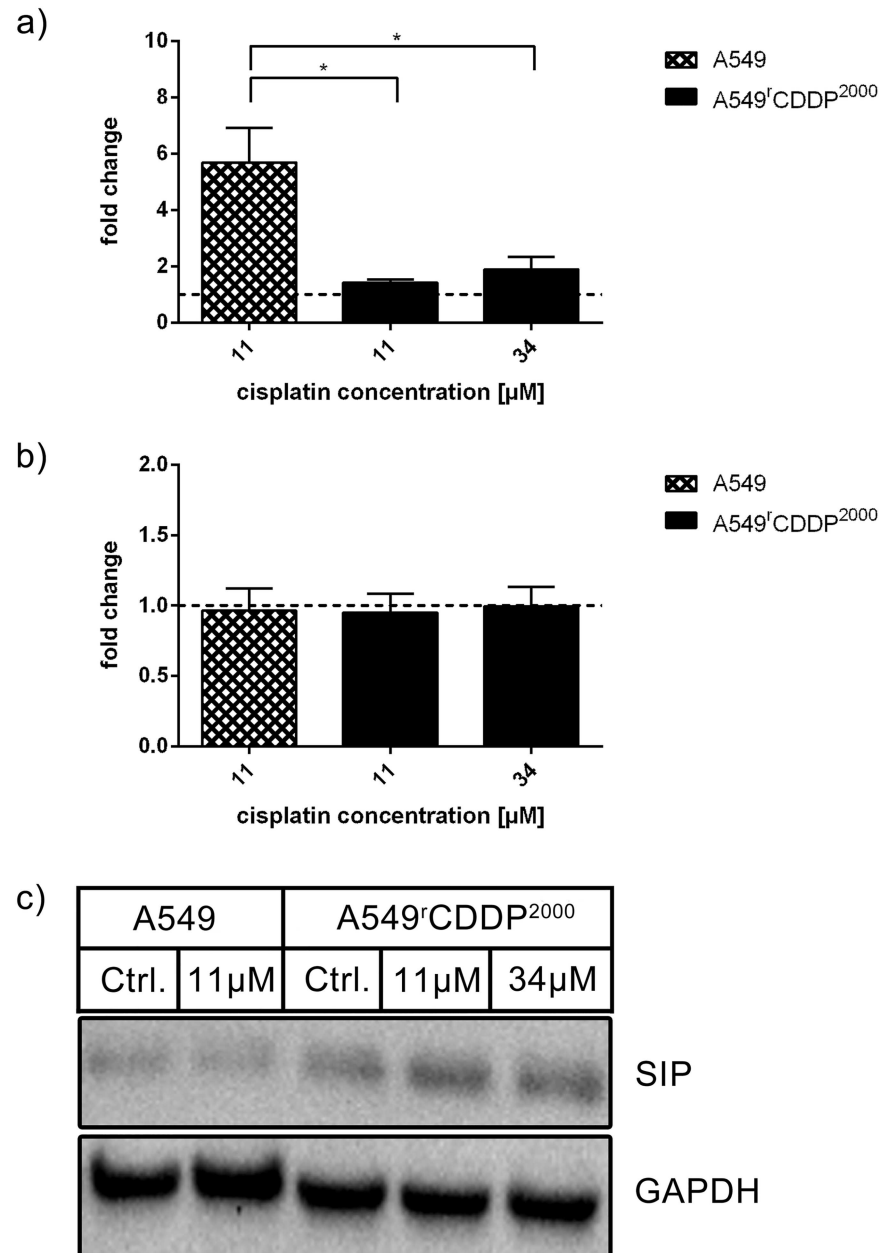 a)
10
8
6
4
2
0
fold change
*
*
11
11
34
cisplatin concentration [µM]
A549
A549ʳCDDP²⁰⁰⁰
b)
2.0
1.5
1.0
0.5
0.0
fold change
11
11
34
cisplatin concentration [µM]
A549
A549ʳCDDP²⁰⁰⁰
c)
A549 A549ʳCDDP²⁰⁰⁰
Ctrl. 11µM Ctrl. 11µM 34µM
SIP
GAPDH